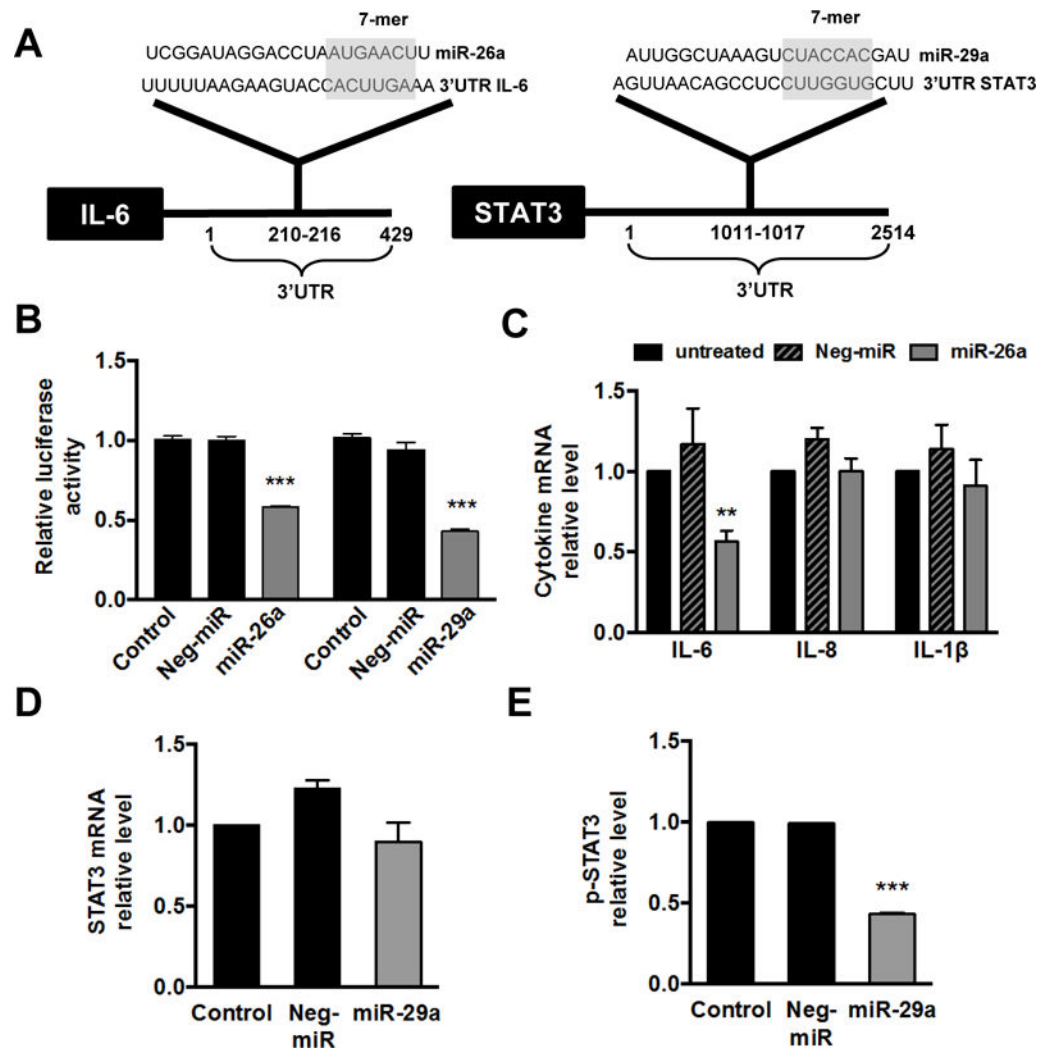 A
7-mer
UCGGAUAGGACCUAAUGAACUU miR-26a
UUUUUAAGAAGUACCACUUGAAA 3'UTR IL-6
IL-6
1 210-216 429
3'UTR
7-mer
AUUGGCUAAAGUCUACCACGAU miR-29a
AGUUAACAGCCUCCUUGGUGCUU 3'UTR STAT3
STAT3
1 1011-1017 2514
3'UTR
B
Relative luciferase
activity
1.5
1.0
0.5
0.0
***
***
Control Neg-miR miR-26a Control Neg-miR miR-29a
C
untreated Neg-miR miR-26a
Cytokine mRNA
relative level
1.5
1.0
0.5
0.0
**
IL-6 IL-8 IL-1β
D
STAT3 mRNA
relative level
1.5
1.0
0.5
0.0
Control Neg- miR-29a
miR
E
p-STAT3
relative level
1.5
1.0
0.5
0.0
***
Control Neg- miR-29a
miR